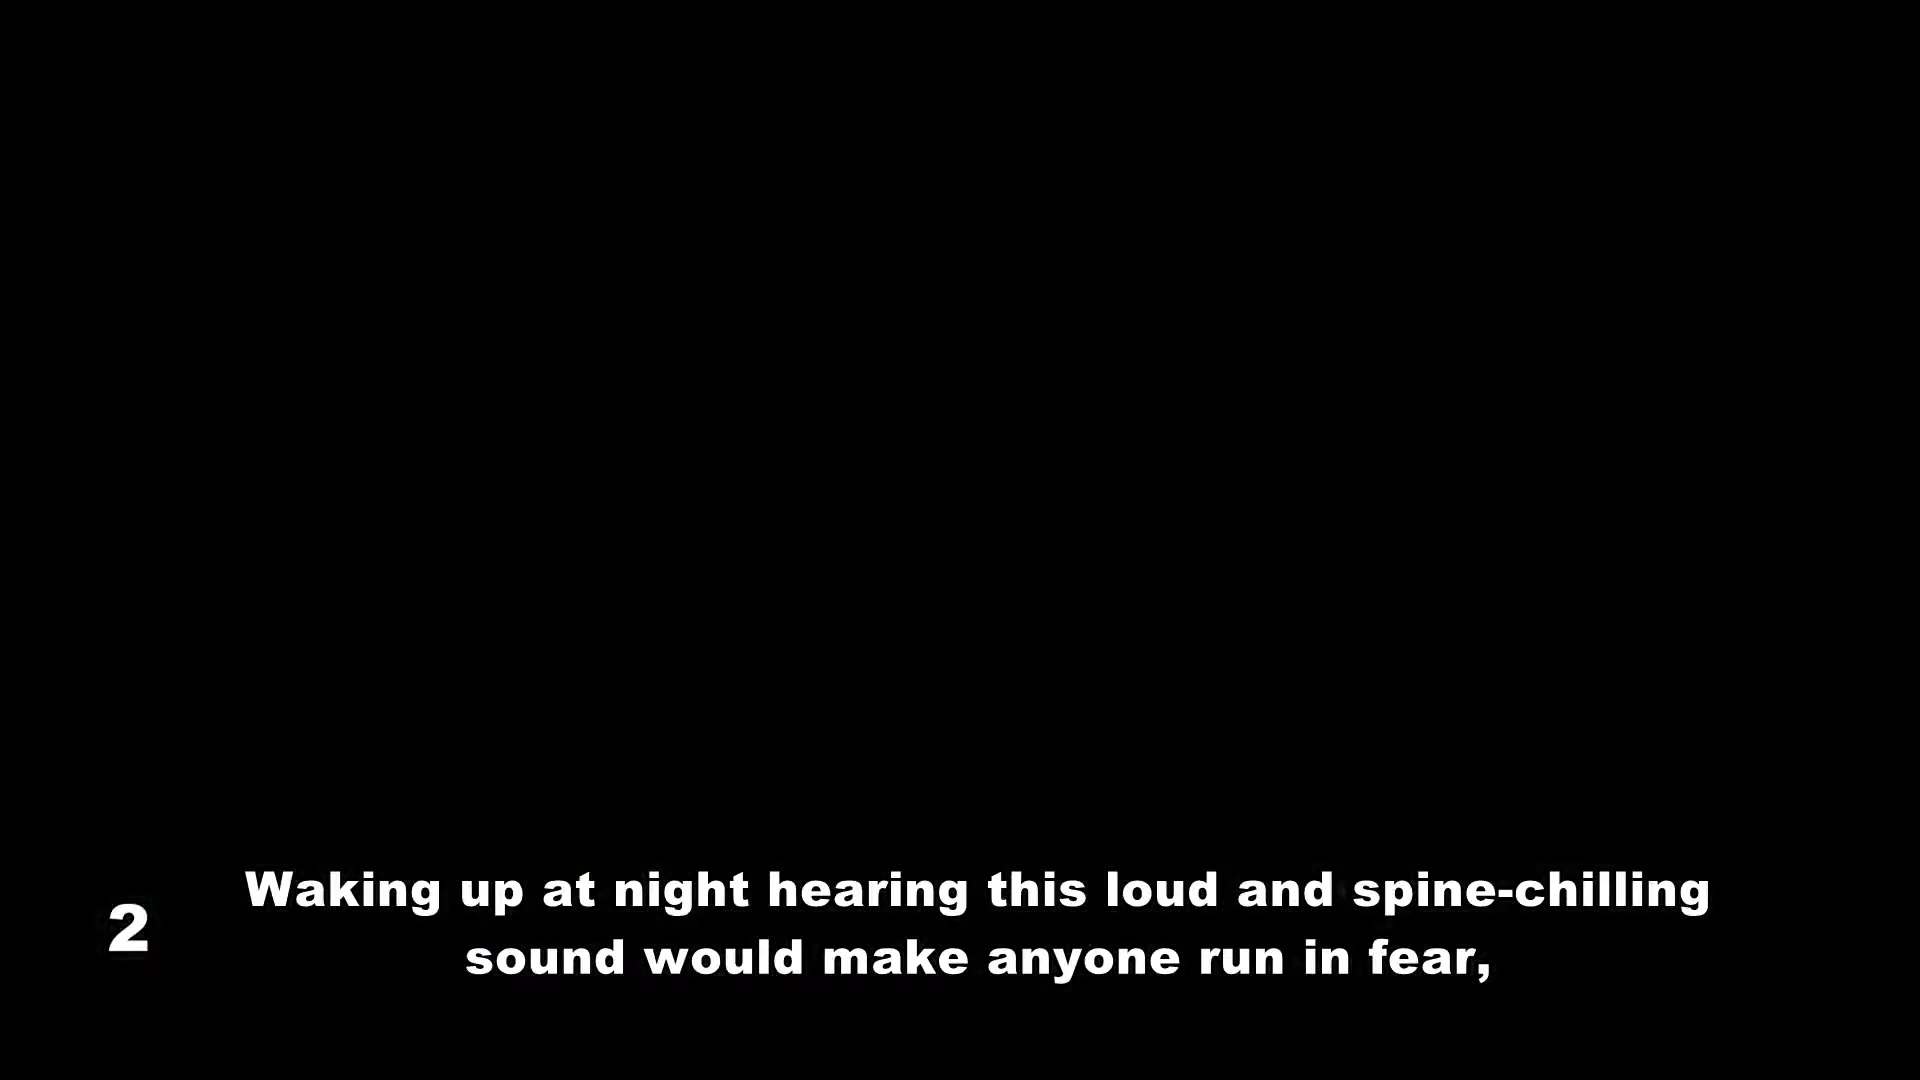 Waking up at night hearing this loud and spine-chilling
sound would make anyone run in fear,
2